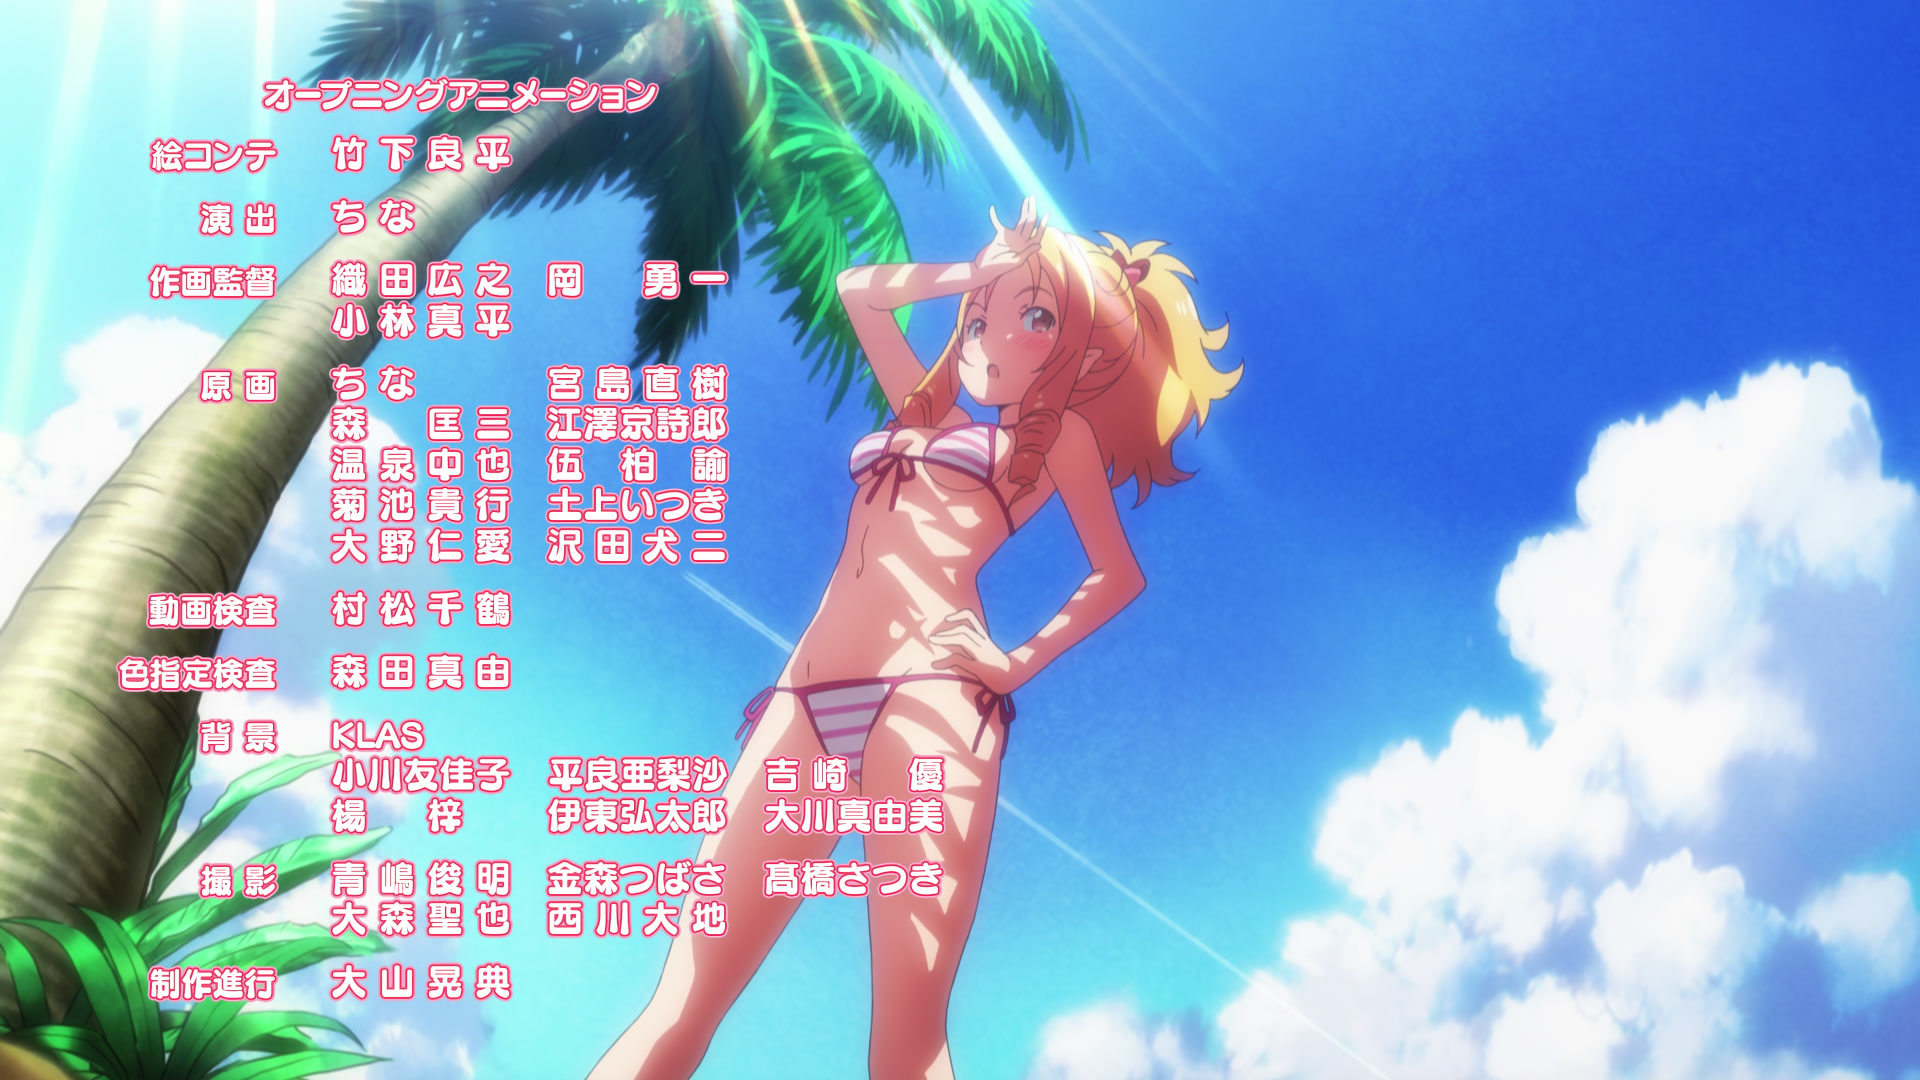 オープニングアニメーション
絵コンテ 竹下良平
演出 ちな
作画監督 織田広之 岡勇一
小林真平
原画 ちな 宮島直樹
森匡三 江澤京詩郎
温泉中也 伍柏諭
菊池貴行 土上いつき
大野仁愛 沢田犬二
動画検査 村松千鶴
色指定検査 森田真由
背景 KLAS
小川友佳子 平良亜梨沙 吉崎優
楊梓 伊東弘太郎 大川真由美
撮影 青嶋俊明 金森つばさ 髙橋さつき
大森聖也 西川大地
制作進行 大山晃典